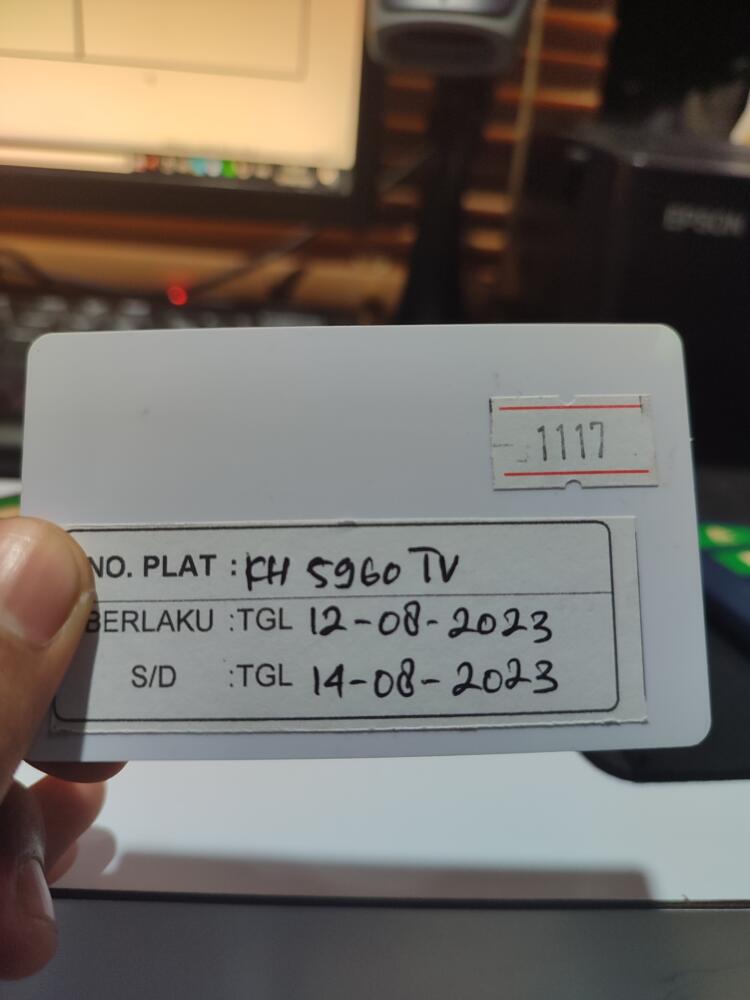 EPSON
1117
NO. PLAT : KH 5960 TV
BERLAKU : TGL 12-08-2023
S/D : TGL 14-08-2023